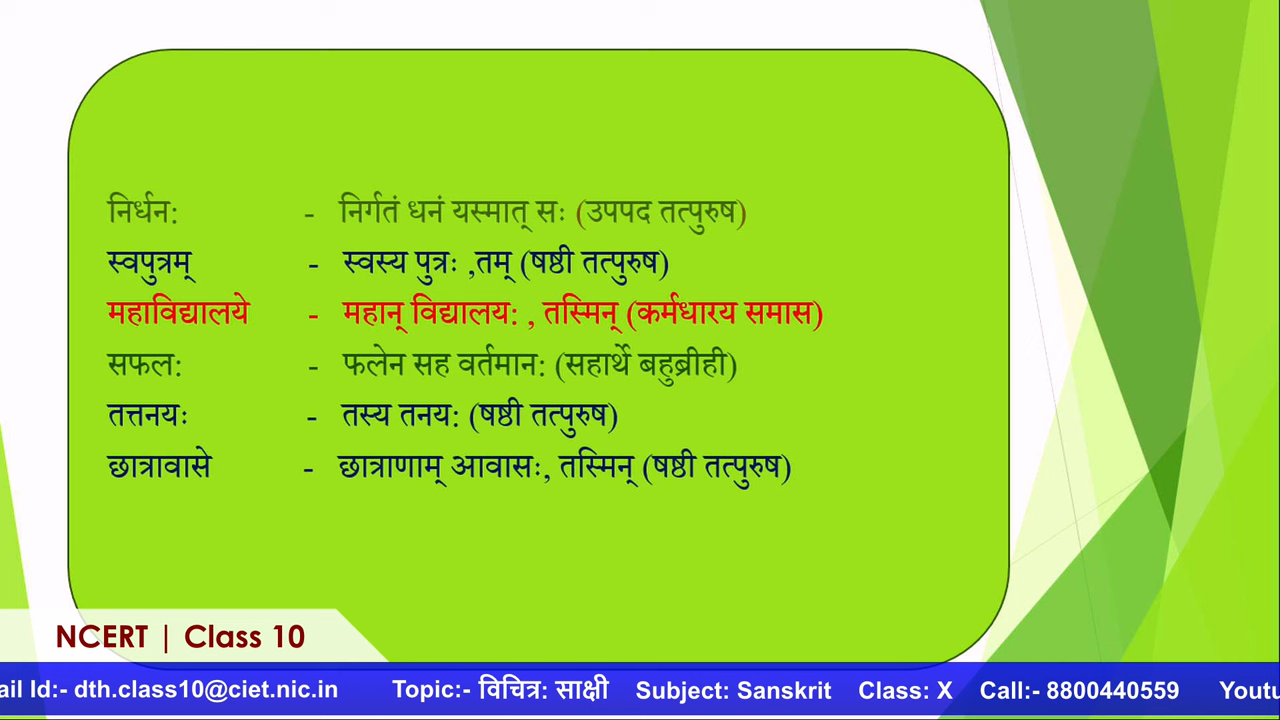 निर्धन: - निर्गतं धनं यस्मात् सः (उपपद तत्पुरुष)
स्वपुत्रम् - स्वस्य पुत्रः ,तम् (षष्ठी तत्पुरुष)
महाविद्यालये - महान् विद्यालय: , तस्मिन् (कर्मधारय समास)
सफल: - फलेन सह वर्तमान: (सहार्थे बहुब्रीही)
तत्तनयः - तस्य तनय: (षष्ठी तत्पुरुष)
छात्रावासे - छात्राणाम् आवासः, तस्मिन् (षष्ठी तत्पुरुष)
NCERT | Class 10
ail Id:- dth.class10@ciet.nic.in Topic:- विचित्र: साक्षी Subject: Sanskrit Class: X Call:- 8800440559 Youtu